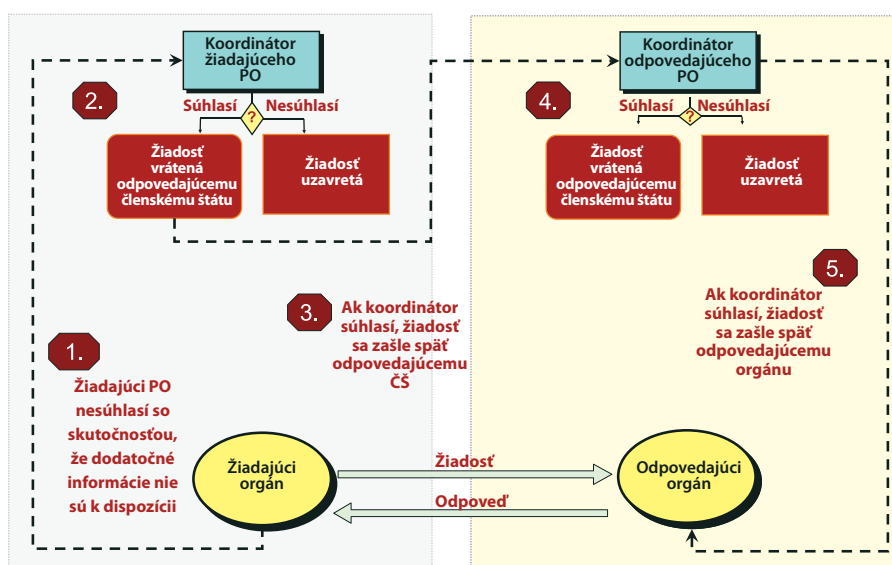 Koordinátor
žiadajúceho
PO
2.
Súhlasí
?
Nesúhlasí
Žiadosť
vrátená
odpovedajúcemu
členskému štátu
Žiadosť
uzavretá
Koordinátor
odpovedajúceho
PO
4.
Súhlasí
?
Nesúhlasí
Žiadosť
vrátená
odpovedajúcemu
členskému štátu
Žiadosť
uzavretá
3.
Ak koordinátor
súhlasí, žiadosť
sa zašle späť
odpovedajúcemu
ČŠ
5.
Ak koordinátor
súhlasí, žiadosť
sa zašle späť
odpovedajúcemu
orgánu
1.
Žiadajúci PO
nesúhlasí so
skutočnosťou,
že dodatočné
informácie nie
sú k dispozícii
Žiadajúci
orgán
Žiadosť
Odpoveď
Odpovedajúci
orgán